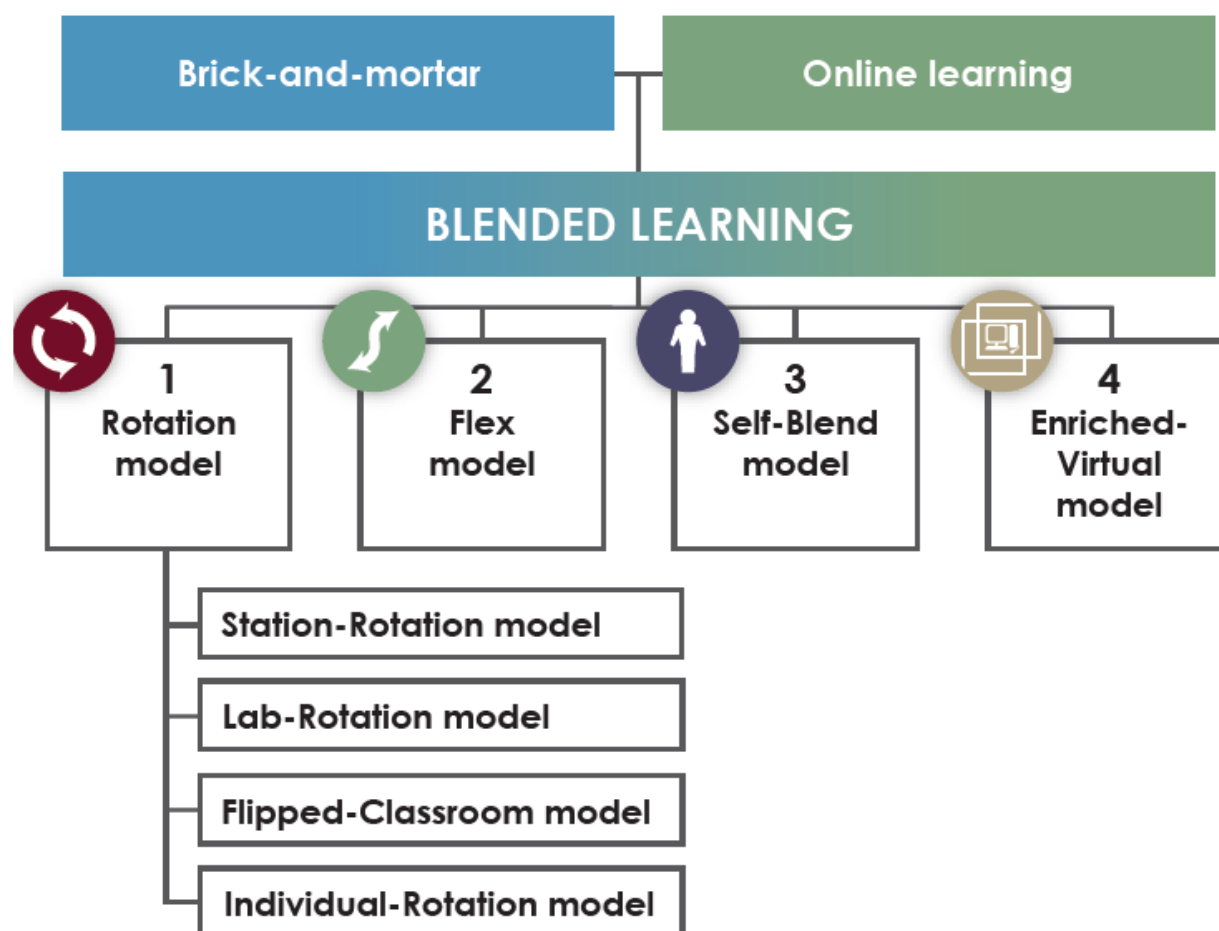 Brick-and-mortar
Online learning
BLENDED LEARNING
1
Rotation
model
2
Flex
model
3
Self-Blend
model
4
Enriched-
Virtual
model
Station-Rotation model
Lab-Rotation model
Flipped-Classroom model
Individual-Rotation model